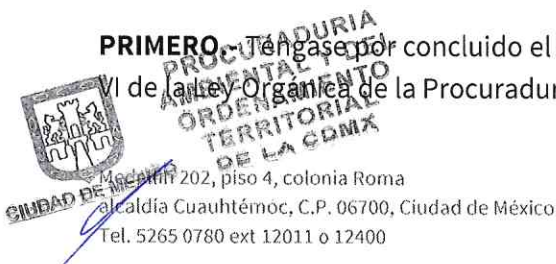 PRIMERO.- Téngase por concluido el
VI de la Ley Orgánica de la Procuradur
PROCURADURIA
AMBIENTAL Y DEL
ORDENAMIENTO
TERRITORIAL
DE LA CDMX
CIUDAD DE MÉXICO
Medellín 202, piso 4, colonia Roma
alcaldía Cuauhtémoc, C.P. 06700, Ciudad de México
Tel. 5265 0780 ext 12011 o 12400